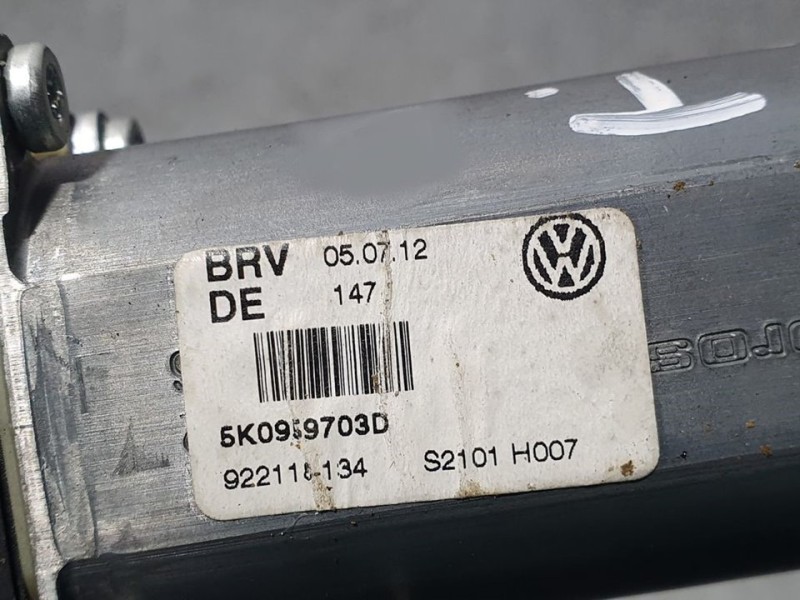 BRV 05.07.12
DE 147
5K0959703D
922118-134 S2101 H007